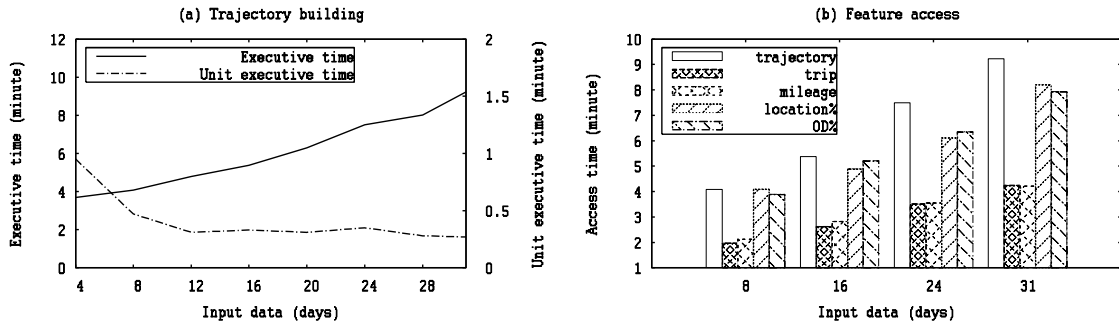 (a) Trajectory building
Executive time (minute)
12
10
8
6
4
2
0
Executive time
Unit executive time
2
1.5
1
0.5
0
Unit executive time (minute)
4 8 12 16 20 24 28
Input data (days)
(b) Feature access
Access time (minute)
10
9
8
7
6
5
4
3
2
1
trajectory
trip
mileage
location%
OD%
8 16 24 31
Input data (days)